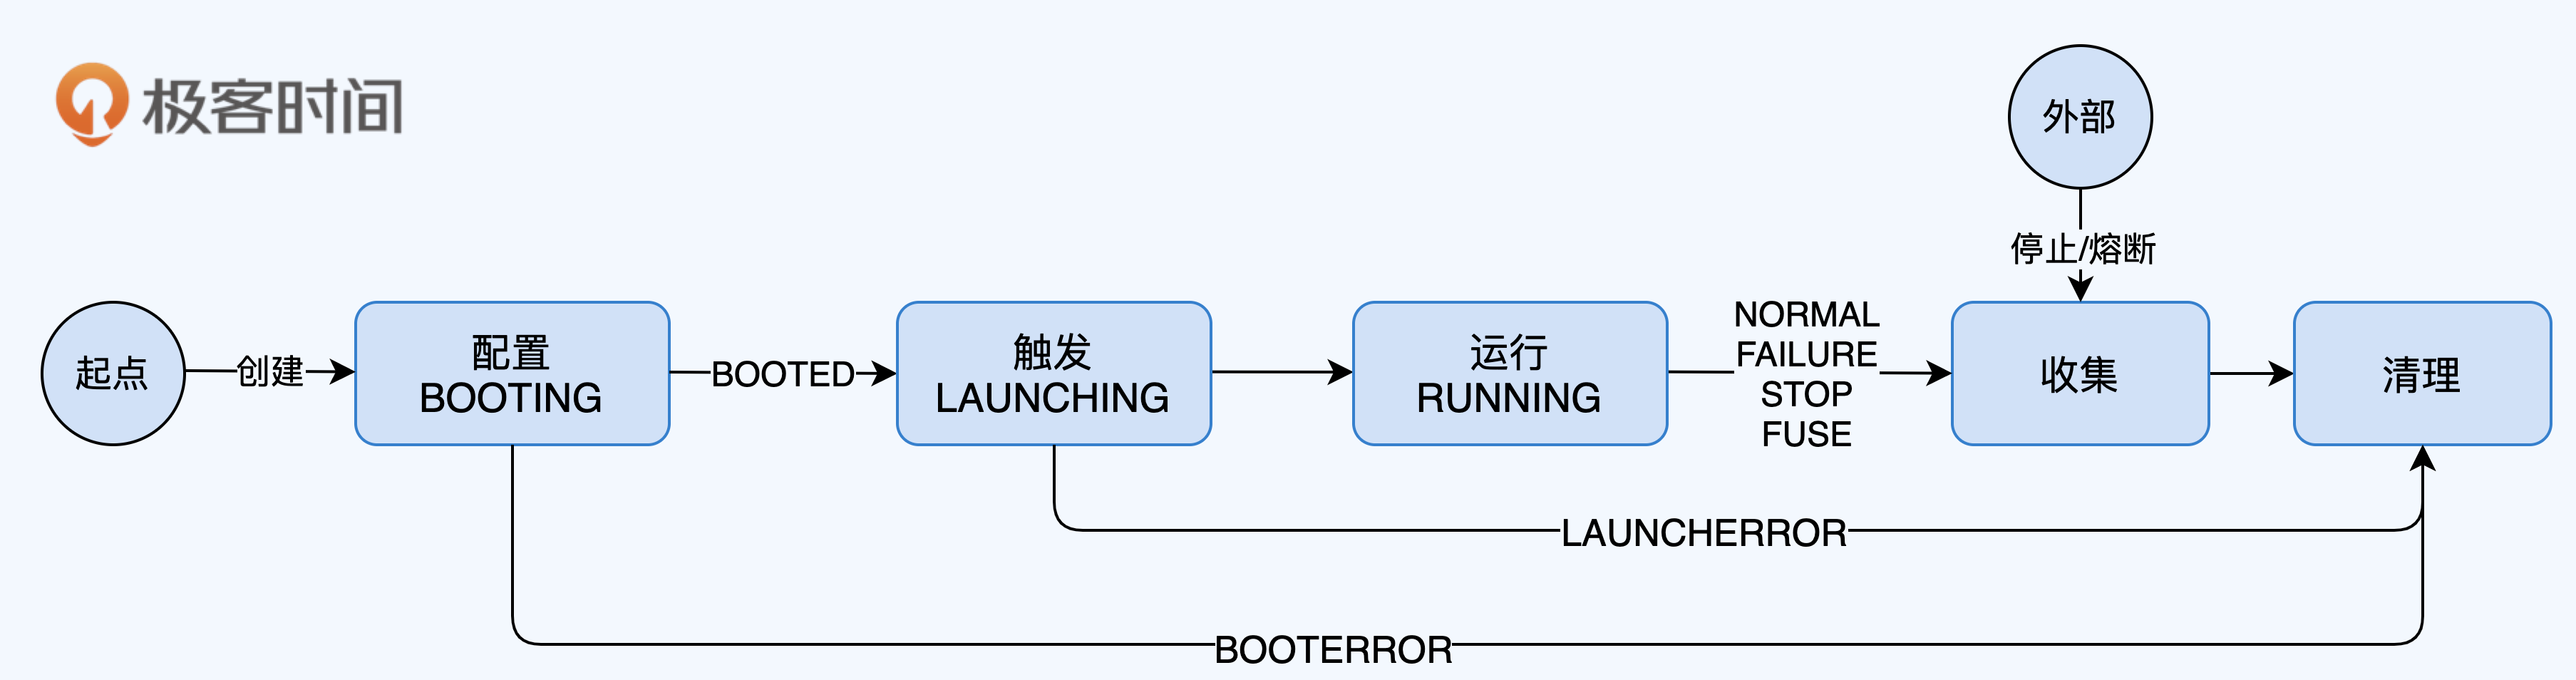 极客时间
外部
停止/熔断
起点
创建
配置
BOOTING
BOOTED
触发
LAUNCHING
运行
RUNNING
NORMAL
FAILURE
STOP
FUSE
收集
清理
LAUNCHERROR
BOOTERROR